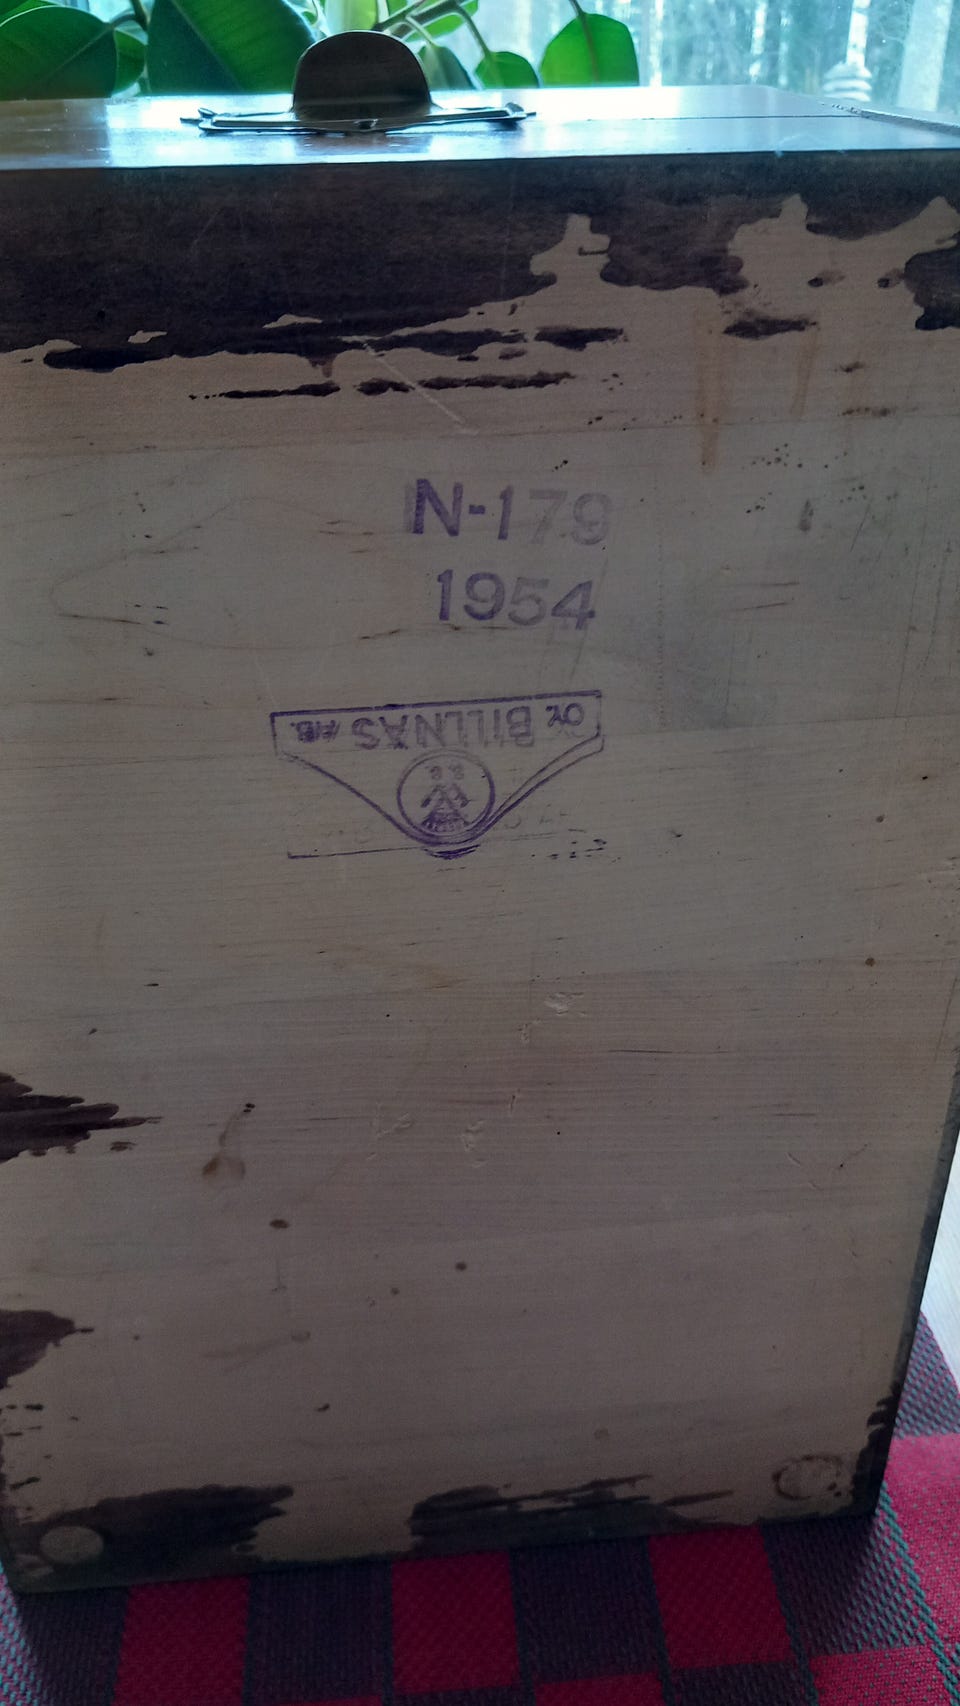 N-179
1954
OY. BILLNÄS AB.